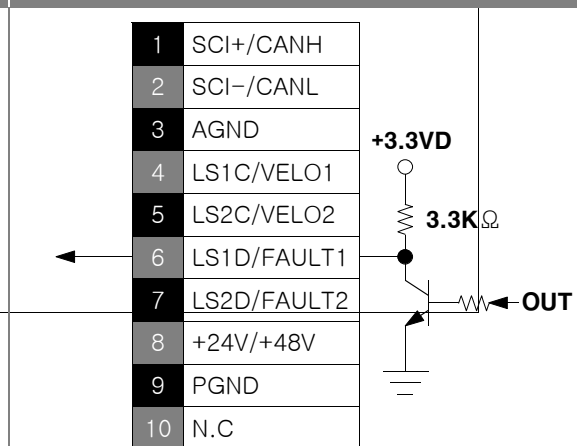 1 SCI+/CANH
2 SCI-/CANL
3 AGND
+3.3VD
4 LS1C/VELO1
5 LS2C/VELO2
3.3KΩ
6 LS1D/FAULT1
7 LS2D/FAULT2
OUT
8 +24V/+48V
9 PGND
10 N.C